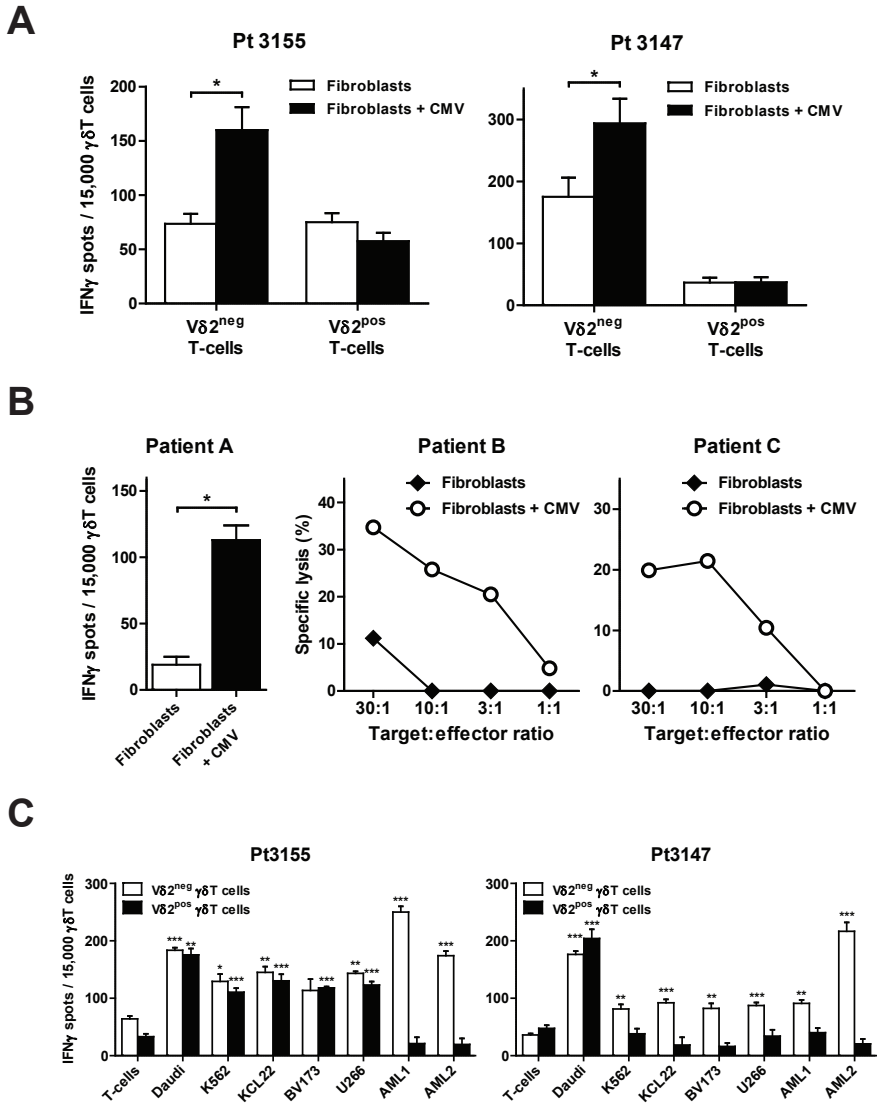 A
Pt 3155
Pt 3147
IFNγ spots / 15,000 γδT cells
200
150
100
50
0
*
Fibroblasts
Fibroblasts + CMV
Vδ2neg
T-cells
Vδ2pos
T-cells
300
200
100
0
*
Fibroblasts
Fibroblasts + CMV
Vδ2neg
T-cells
Vδ2pos
T-cells
B
Patient A
Patient B
Patient C
IFNγ spots / 15,000 γδT cells
150
100
50
0
*
Fibroblasts
Fibroblasts
+ CMV
Fibroblasts
Fibroblasts + CMV
Specific lysis (%)
40
30
20
10
0
30:1 10:1 3:1 1:1
Target:effector ratio
Fibroblasts
Fibroblasts + CMV
30
20
10
0
30:1 10:1 3:1 1:1
Target:effector ratio
C
Pt3155
Pt3147
IFNγ spots / 15,000 γδT cells
300
200
100
0
Vδ2neg γδT cells
Vδ2pos γδT cells
*** ** * *** ** *** *** ** *** *** ***
T-cells Daudi K562 KCL22 BV173 U266 AML1 AML2
300
200
100
0
Vδ2neg γδT cells
Vδ2pos γδT cells
*** *** ** *** ** *** ** ***
T-cells Daudi K562 KCL22 BV173 U266 AML1 AML2